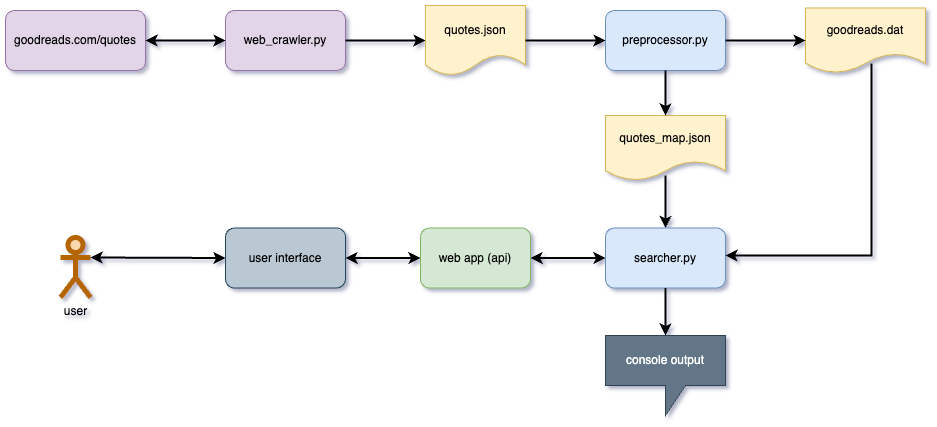 goodreads.com/quotes
web_crawler.py
quotes.json
preprocessor.py
goodreads.dat
quotes_map.json
user
user interface
web app (api)
searcher.py
console output